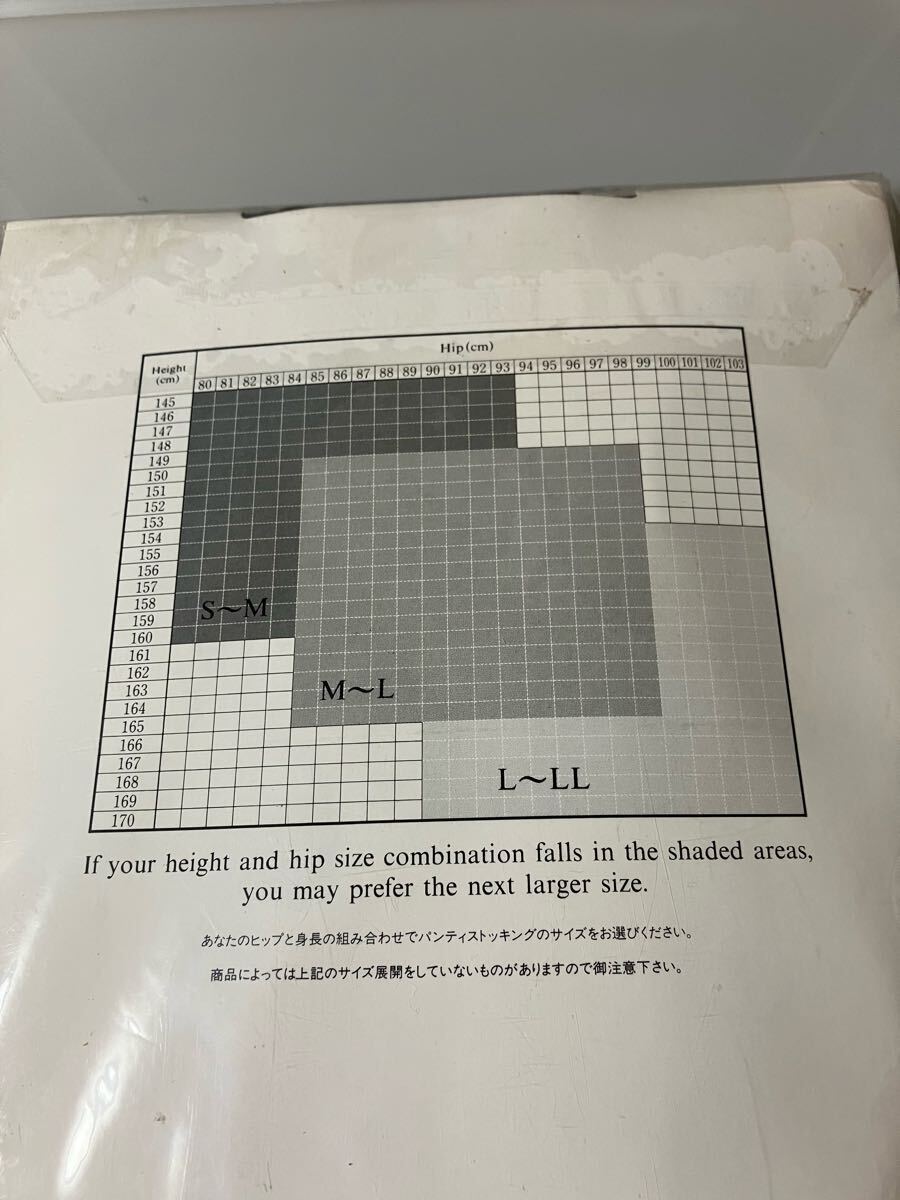 Hip(cm)
Height
(cm)
80 81 82 83 84 85 86 87 88 89 90 91 92 93 94 95 96 97 98 99 100 101 102 103
145
146
147
148
149
150
151
152
153
154
155
156
157
158
159
160
161
162
163
164
165
166
167
168
169
170
S〜M
M〜L
L〜LL
If your height and hip size combination falls in the shaded areas,
you may prefer the next larger size.
あなたのヒップと身長の組み合わせでパンティストッキングのサイズをお選びください。
商品によっては上記のサイズ展開をしていないものがありますので御注意下さい。